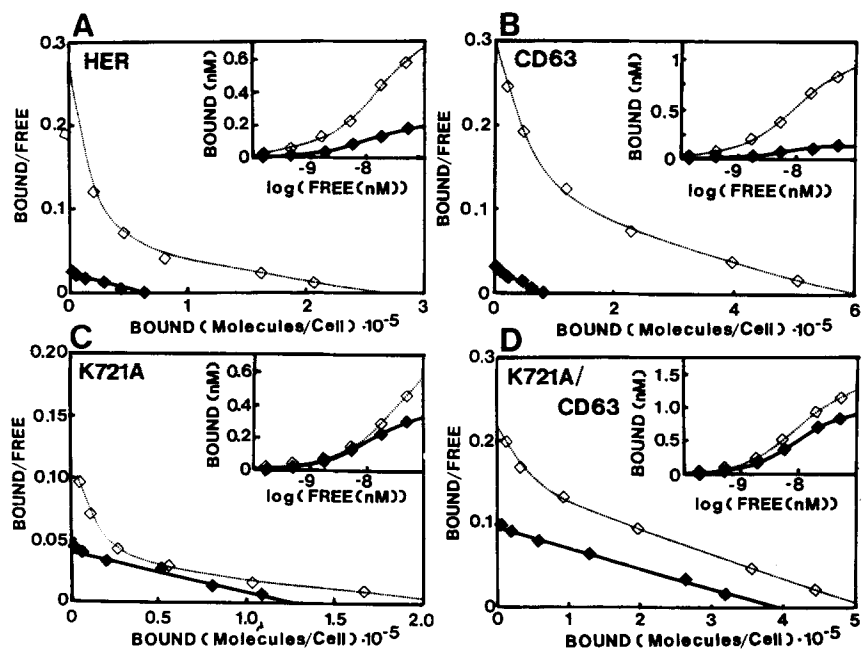 A
HER
0.3
0.2
0.1
0
BOUND/FREE
0 1 2 3
BOUND (Molecules/Cell) ·10-5
0.6
0.4
0.2
0
BOUND (nM)
-9 -8
log(FREE(nM))
B
CD63
0.3
0.2
0.1
0
BOUND/FREE
0 2 4 6
BOUND (Molecules/Cell) ·10-5
1
0.5
0
BOUND (nM)
-9 -8
log(FREE(nM))
C
K721A
0.20
0.15
0.10
0.05
0
BOUND/FREE
0 0.5 1.0 1.5 2.0
BOUND (Molecules/Cell) ·10-5
0.6
0.4
0.2
0
BOUND (nM)
-9 -8
log(FREE(nM))
D
K721A/
CD63
0.3
0.2
0.1
0
BOUND/FREE
0 1 2 3 4 5
BOUND (Molecules/Cell) ·10-5
1.5
1.0
0.5
0
BOUND (nM)
-9 -8
log(FREE(nM))